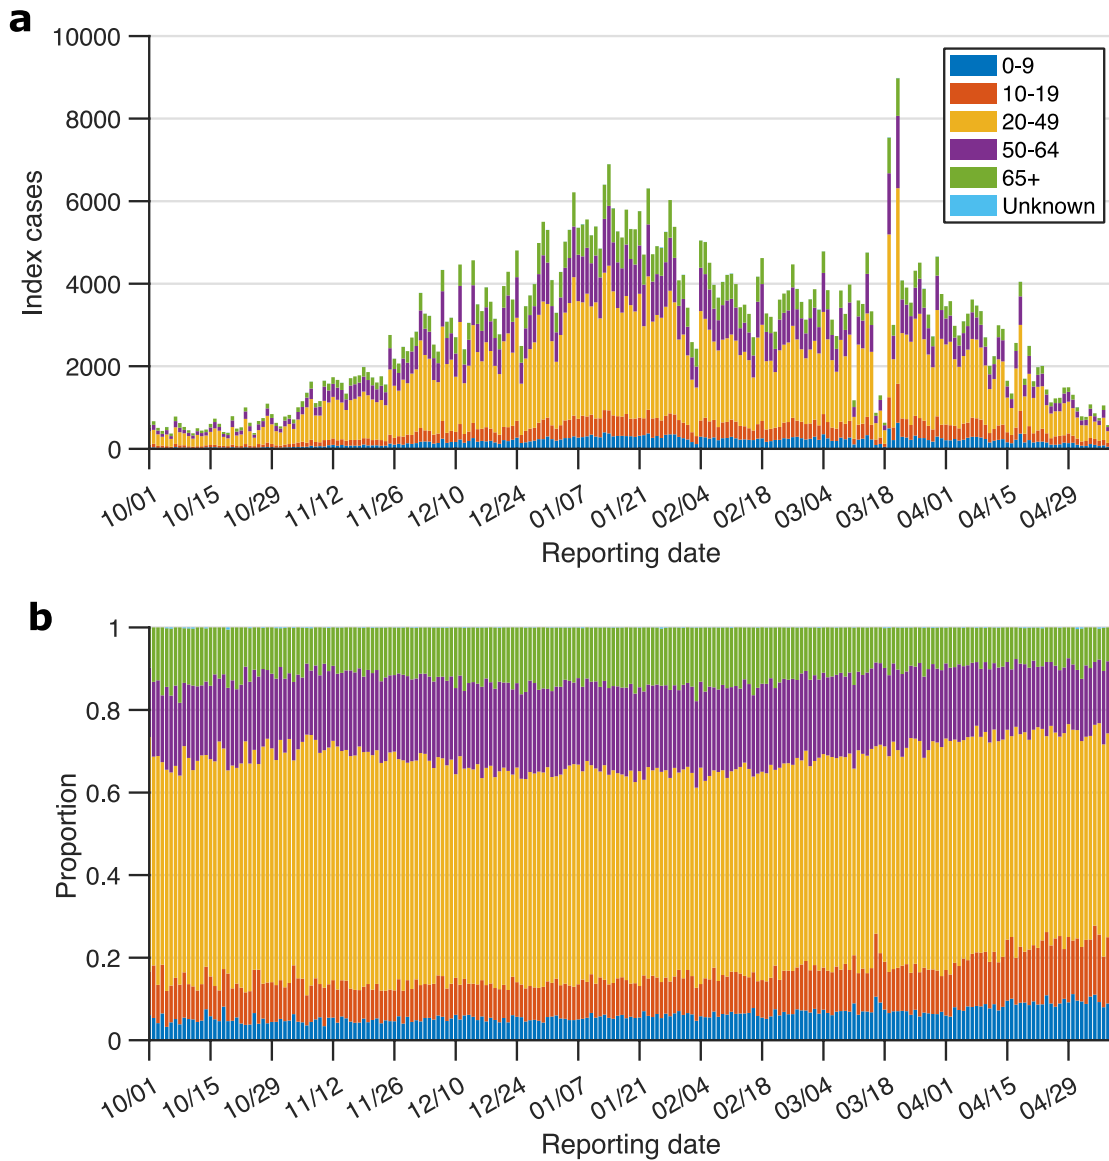 a
10000
8000
6000
4000
2000
0
Index cases
0-9
10-19
20-49
50-64
65+
Unknown
10/01 10/15 10/29 11/12 11/26 12/10 12/24 01/07 01/21 02/04 02/18 03/04 03/18 04/01 04/15 04/29
Reporting date
b
1
0.8
0.6
0.4
0.2
0
Proportion
10/01 10/15 10/29 11/12 11/26 12/10 12/24 01/07 01/21 02/04 02/18 03/04 03/18 04/01 04/15 04/29
Reporting date